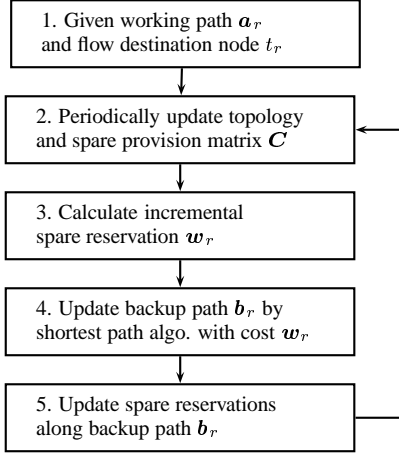 1. Given working path a_r
and flow destination node t_r
2. Periodically update topology
and spare provision matrix C
3. Calculate incremental
spare reservation w_r
4. Update backup path b_r by
shortest path algo. with cost w_r
5. Update spare reservations
along backup path b_r